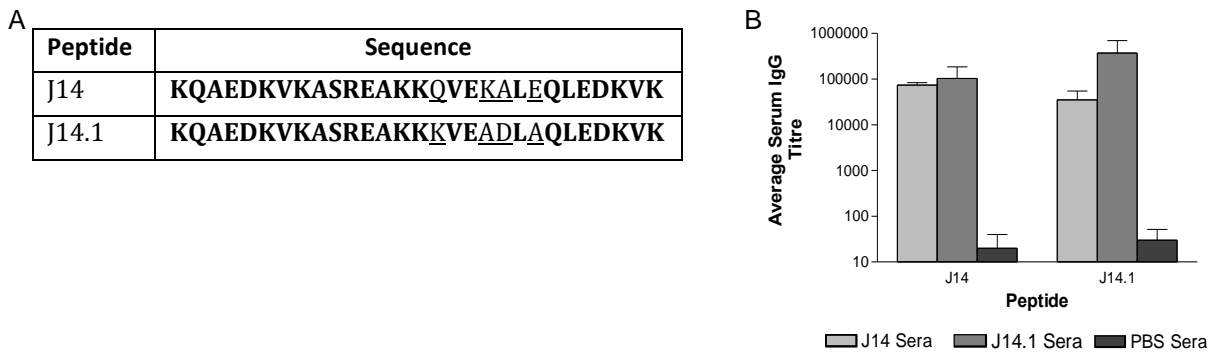 A
Peptide Sequence
J14 KQAEDKVKASREAKKQVEKALEQLEDKVK
J14.1 KQAEDKVKASREAKKKVEADLAQLEDKVK
B
Average Serum IgG
Titre
1000000
100000
10000
1000
100
10
J14 J14.1
Peptide
J14 Sera J14.1 Sera PBS Sera